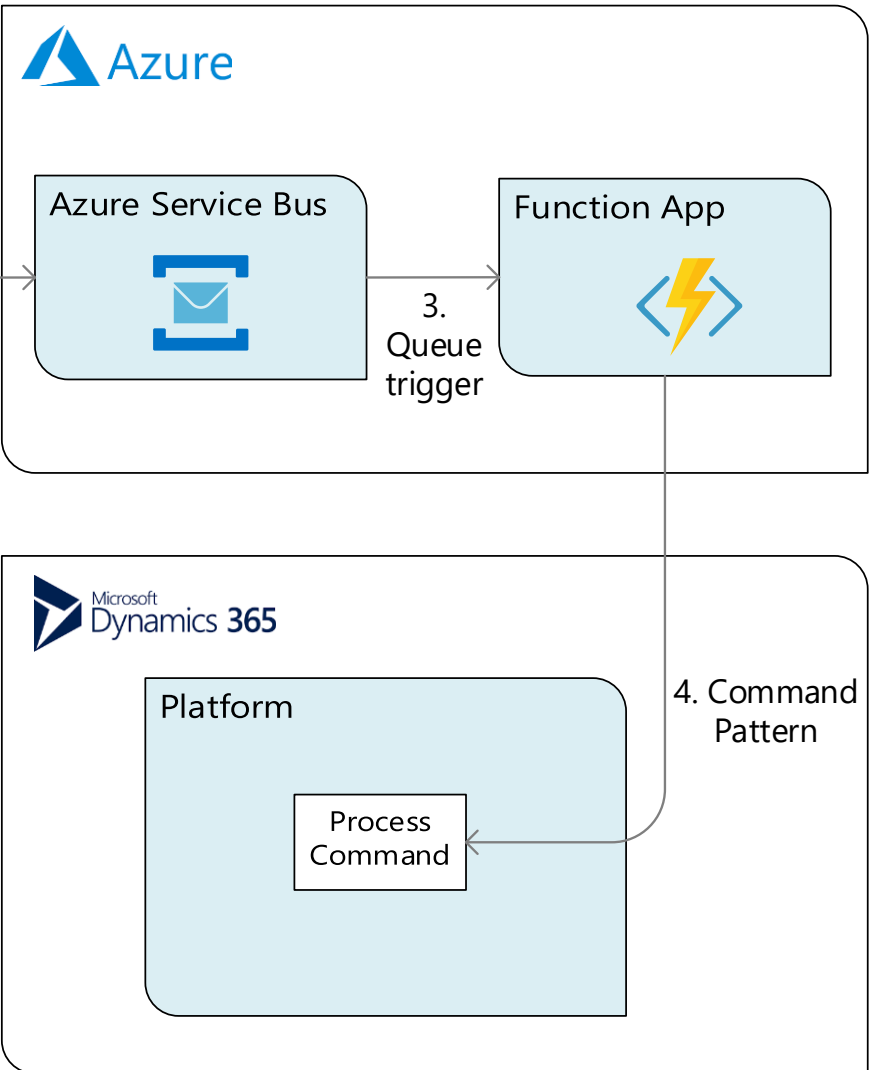 Azure
Azure Service Bus
Function App
3.
Queue
trigger
Microsoft
Dynamics 365
Platform
4. Command
Pattern
Process
Command